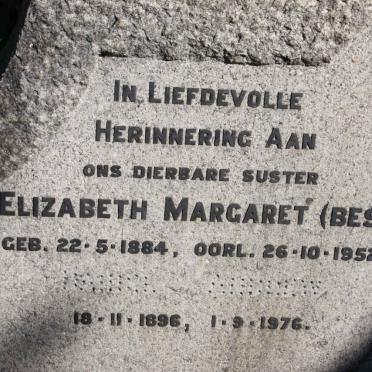 IN LIEFDEVOLLE
HERINNERING AAN
ONS DIERBARE SUSTER
ELIZABETH MARGARET (BES
GEB. 22·5·1884, OORL. 26·10·1952
18·11·1896, 1·9·1976.